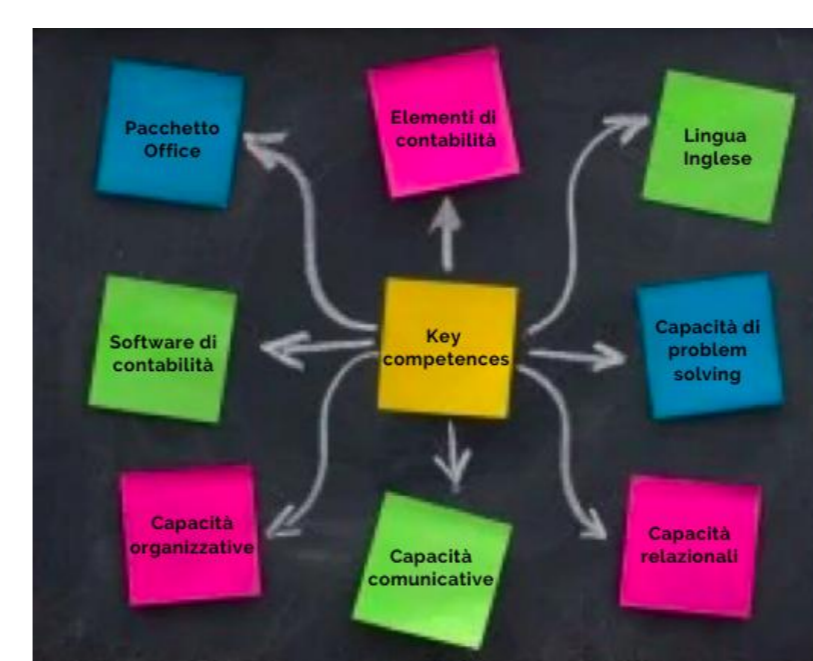 Pacchetto
Office
Elementi di
contabilità
Lingua
Inglese
Software di
contabilità
Key
competences
Capacità di
problem
solving
Capacità
organizzative
Capacità
comunicative
Capacità
relazionali